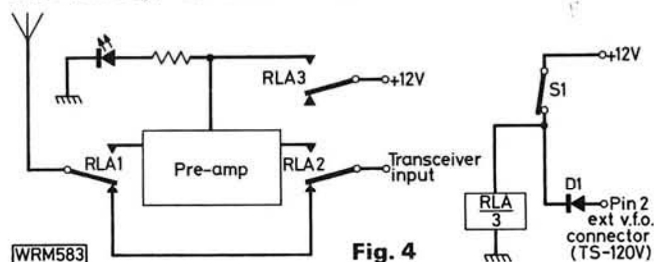 RLA3
+12V
+12V
S1
RLA1
Pre-amp
RLA2
Transceiver
input
D1
RLA
3
Pin 2
ext v.f.o.
connector
(TS-120V)
WRM583
Fig. 4